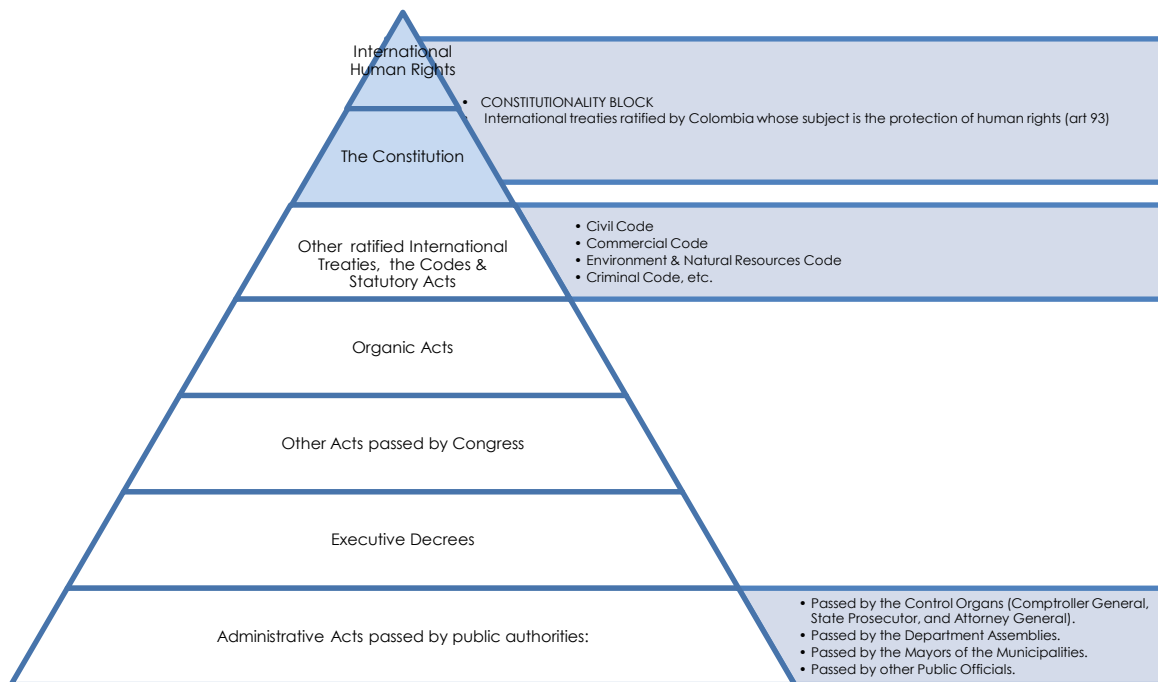 International
Human Rights
• CONSTITUTIONALITY BLOCK
• International treaties ratified by Colombia whose subject is the protection of human rights (art 93)
The Constitution
Other ratified International
Treaties, the Codes &
Statutory Acts
• Civil Code
• Commercial Code
• Environment & Natural Resources Code
• Criminal Code, etc.
Organic Acts
Other Acts passed by Congress
Executive Decrees
Administrative Acts passed by public authorities:
• Passed by the Control Organs (Comptroller General,
State Prosecutor, and Attorney General).
• Passed by the Department Assemblies.
• Passed by the Mayors of the Municipalities.
• Passed by other Public Officials.